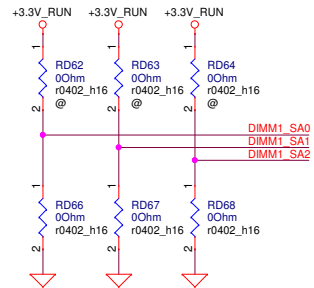 +3.3V_RUN +3.3V_RUN +3.3V_RUN
1 1 1
RD62 RD63 RD64
0Ohm 0Ohm 0Ohm
r0402_h16 r0402_h16 r0402_h16
2 @ 2 @ 2 @
DIMM1_SA0
DIMM1_SA1
DIMM1_SA2
1 1 1
RD66 RD67 RD68
0Ohm 0Ohm 0Ohm
r0402_h16 r0402_h16 r0402_h16
2 2 2